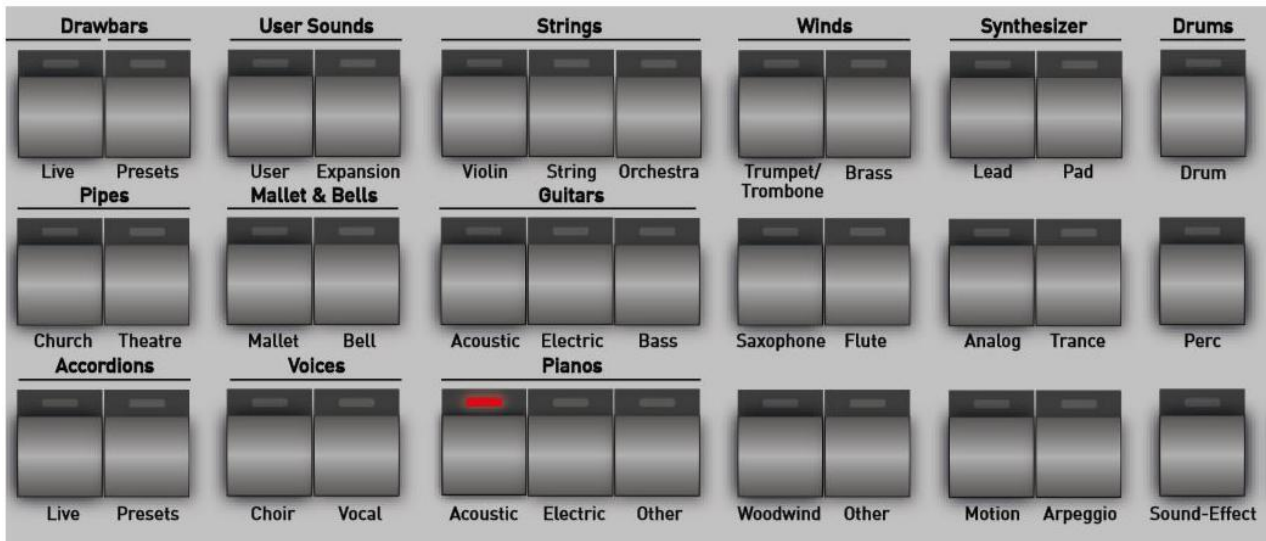 Drawbars User Sounds Strings Winds Synthesizer Drums
Live Presets User Expansion Violin String Orchestra Trumpet/ Brass Lead Pad Drum
Trombone
Pipes Mallet & Bells Guitars
Church Theatre Mallet Bell Acoustic Electric Bass Saxophone Flute Analog Trance Perc
Accordions Voices Pianos
Live Presets Choir Vocal Acoustic Electric Other Woodwind Other Motion Arpeggio Sound-Effect